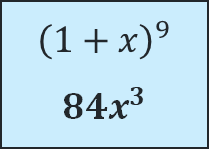 (1 + x)⁹
84x³